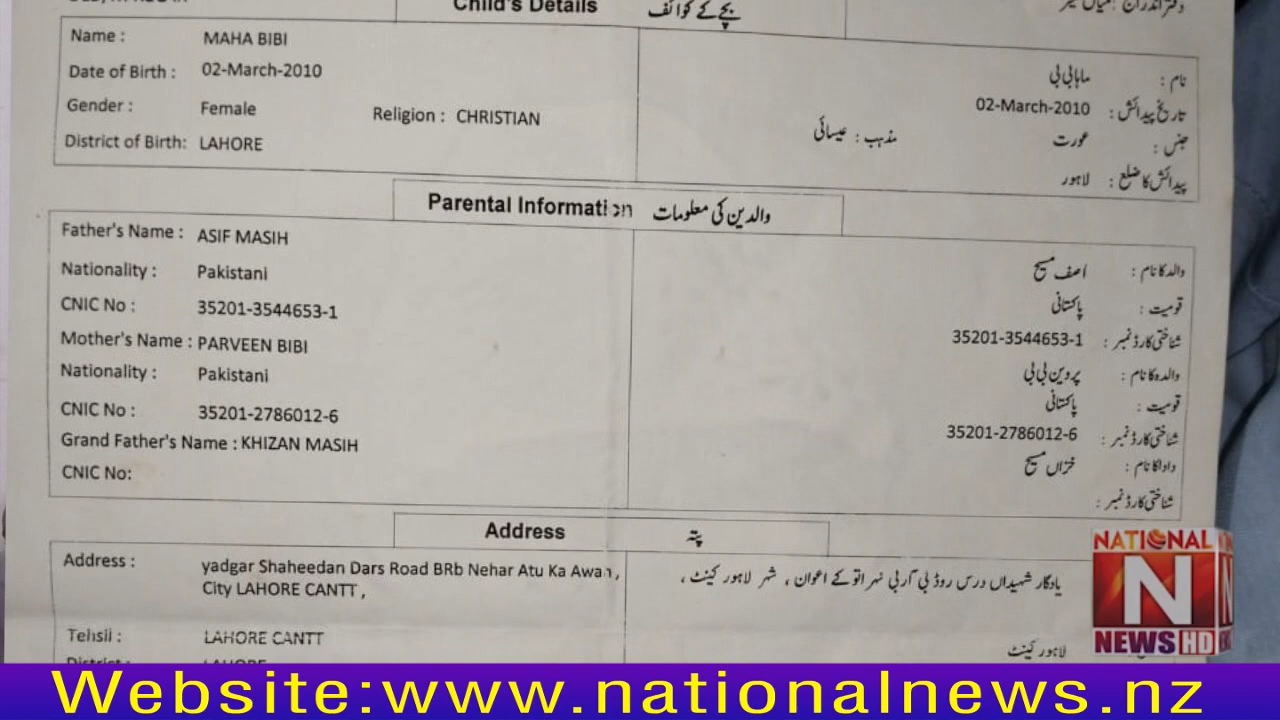 Child's Details بچے کے کوائف
Name : MAHA BIBI نام : ماہا بی بی
Date of Birth : 02-March-2010 تاریخ پیدائش : 02-March-2010
Gender : Female Religion : CHRISTIAN جنس : عورت مذہب : عیسائی
District of Birth: LAHORE پیدائش کا ضلع : لاہور
Parental Information والدین کی معلومات
Father's Name : ASIF MASIH والد کا نام : آصف مسیح
Nationality : Pakistani قومیت : پاکستانی
CNIC No : 35201-3544653-1 شناختی کارڈ نمبر : 35201-3544653-1
Mother's Name : PARVEEN BIBI والدہ کا نام : پروین بی بی
Nationality : Pakistani قومیت : پاکستانی
CNIC No : 35201-2786012-6 شناختی کارڈ نمبر : 35201-2786012-6
Grand Father's Name : KHIZAN MASIH دادا کا نام : خزاں مسیح
CNIC No: شناختی کارڈ نمبر :
Address پتہ
Address : yadgar Shaheedan Dars Road BRb Nehar Atu Ka Awan, یادگار شہیداں درس روڈ بی آر بی نہر اتو کے اعوان ، شہر لاہور کینٹ ،
City LAHORE CANTT ,
Tehsil : LAHORE CANTT لاہور کینٹ
District : LAHORE
NATIONAL
N
NEWS HD
Website:www.nationalnews.nz